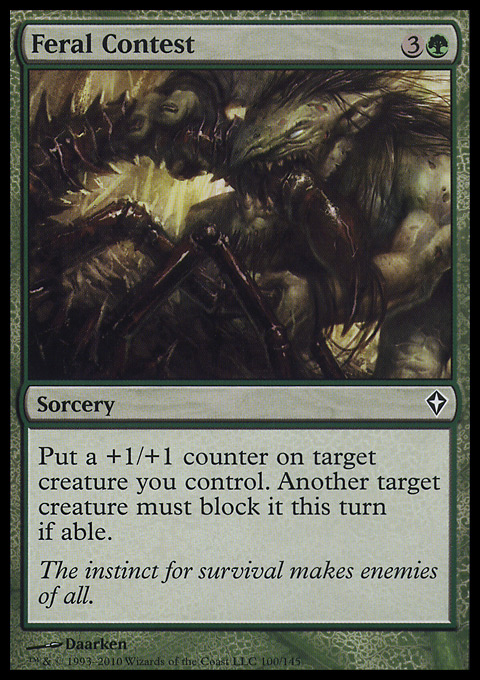 Feral Contest 3
Sorcery
Put a +1/+1 counter on target
creature you control. Another target
creature must block it this turn
if able.
The instinct for survival makes enemies
of all.
Daarken
™ & © 1993–2010 Wizards of the Coast LLC 100/145